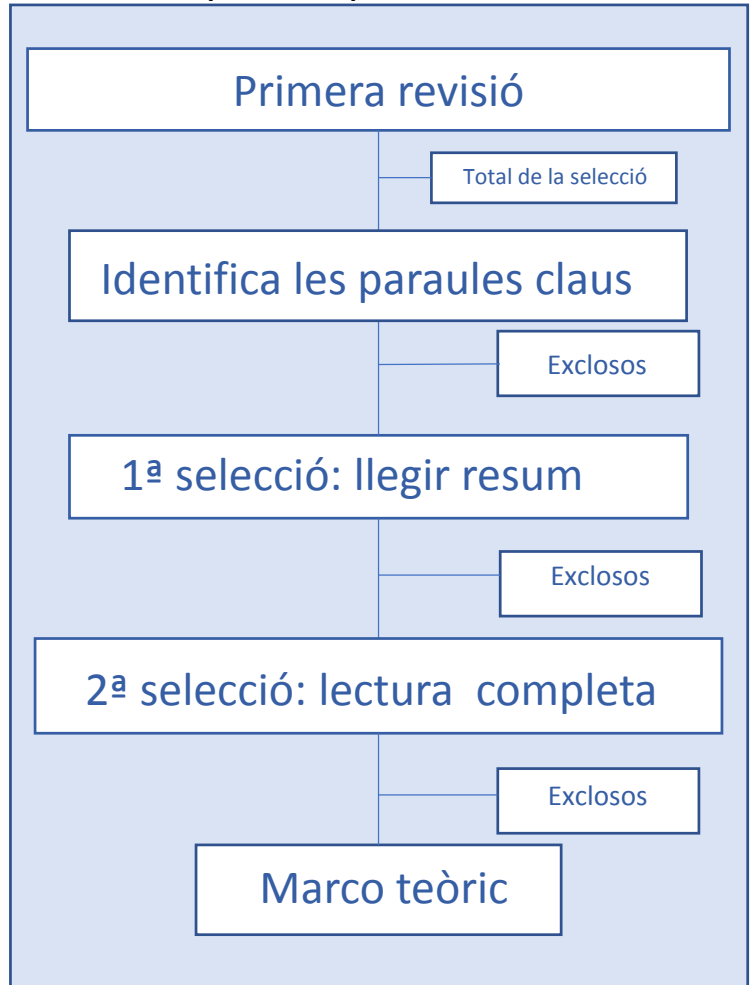 Primera revisió
Total de la selecció
Identifica les paraules claus
Exclosos
1ª selecció: llegir resum
Exclosos
2ª selecció: lectura completa
Exclosos
Marco teòric